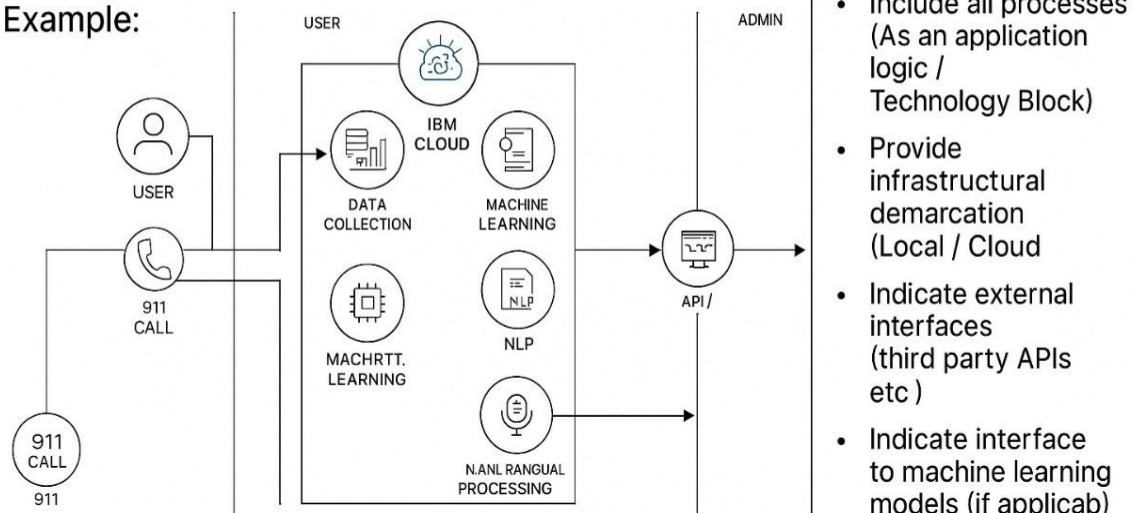 Example:
USER
ADMIN
IBM
CLOUD
USER
DATA
COLLECTION
MACHINE
LEARNING
911
CALL
MACHRTT.
LEARNING
NLP
NLP
API /
911
CALL
911
N.ANL RANGUAL
PROCESSING
• Include all processes
(As an application
logic /
Technology Block)
• Provide
infrastructural
demarcation
(Local / Cloud
• Indicate external
interfaces
(third party APIs
etc )
• Indicate interface
to machine learning
models (if applicab)